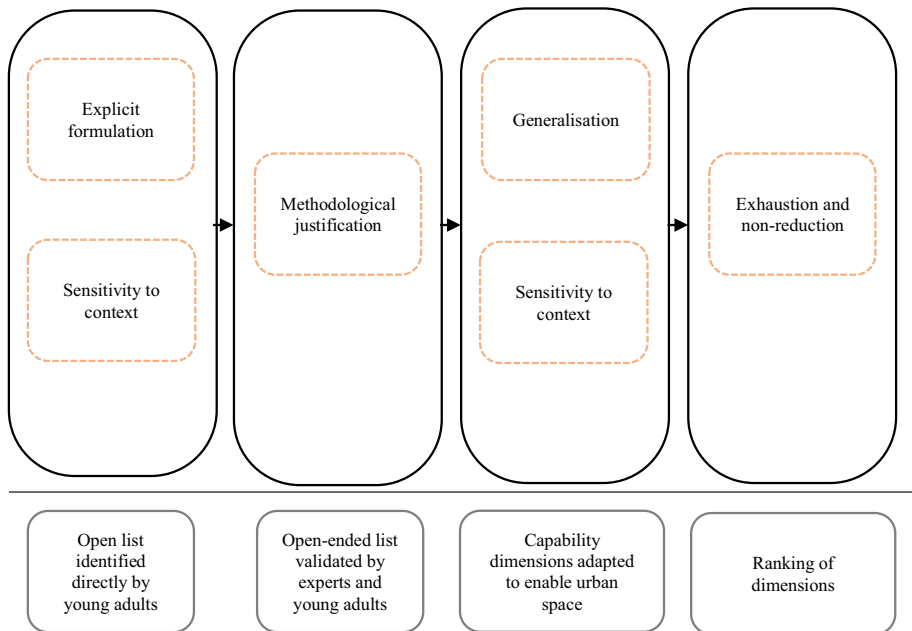 Explicit
formulation
Sensitivity to
context
Methodological
justification
Generalisation
Sensitivity to
context
Exhaustion and
non-reduction
Open list
identified
directly by
young adults
Open-ended list
validated by
experts and
young adults
Capability
dimensions adapted
to enable urban
space
Ranking of
dimensions